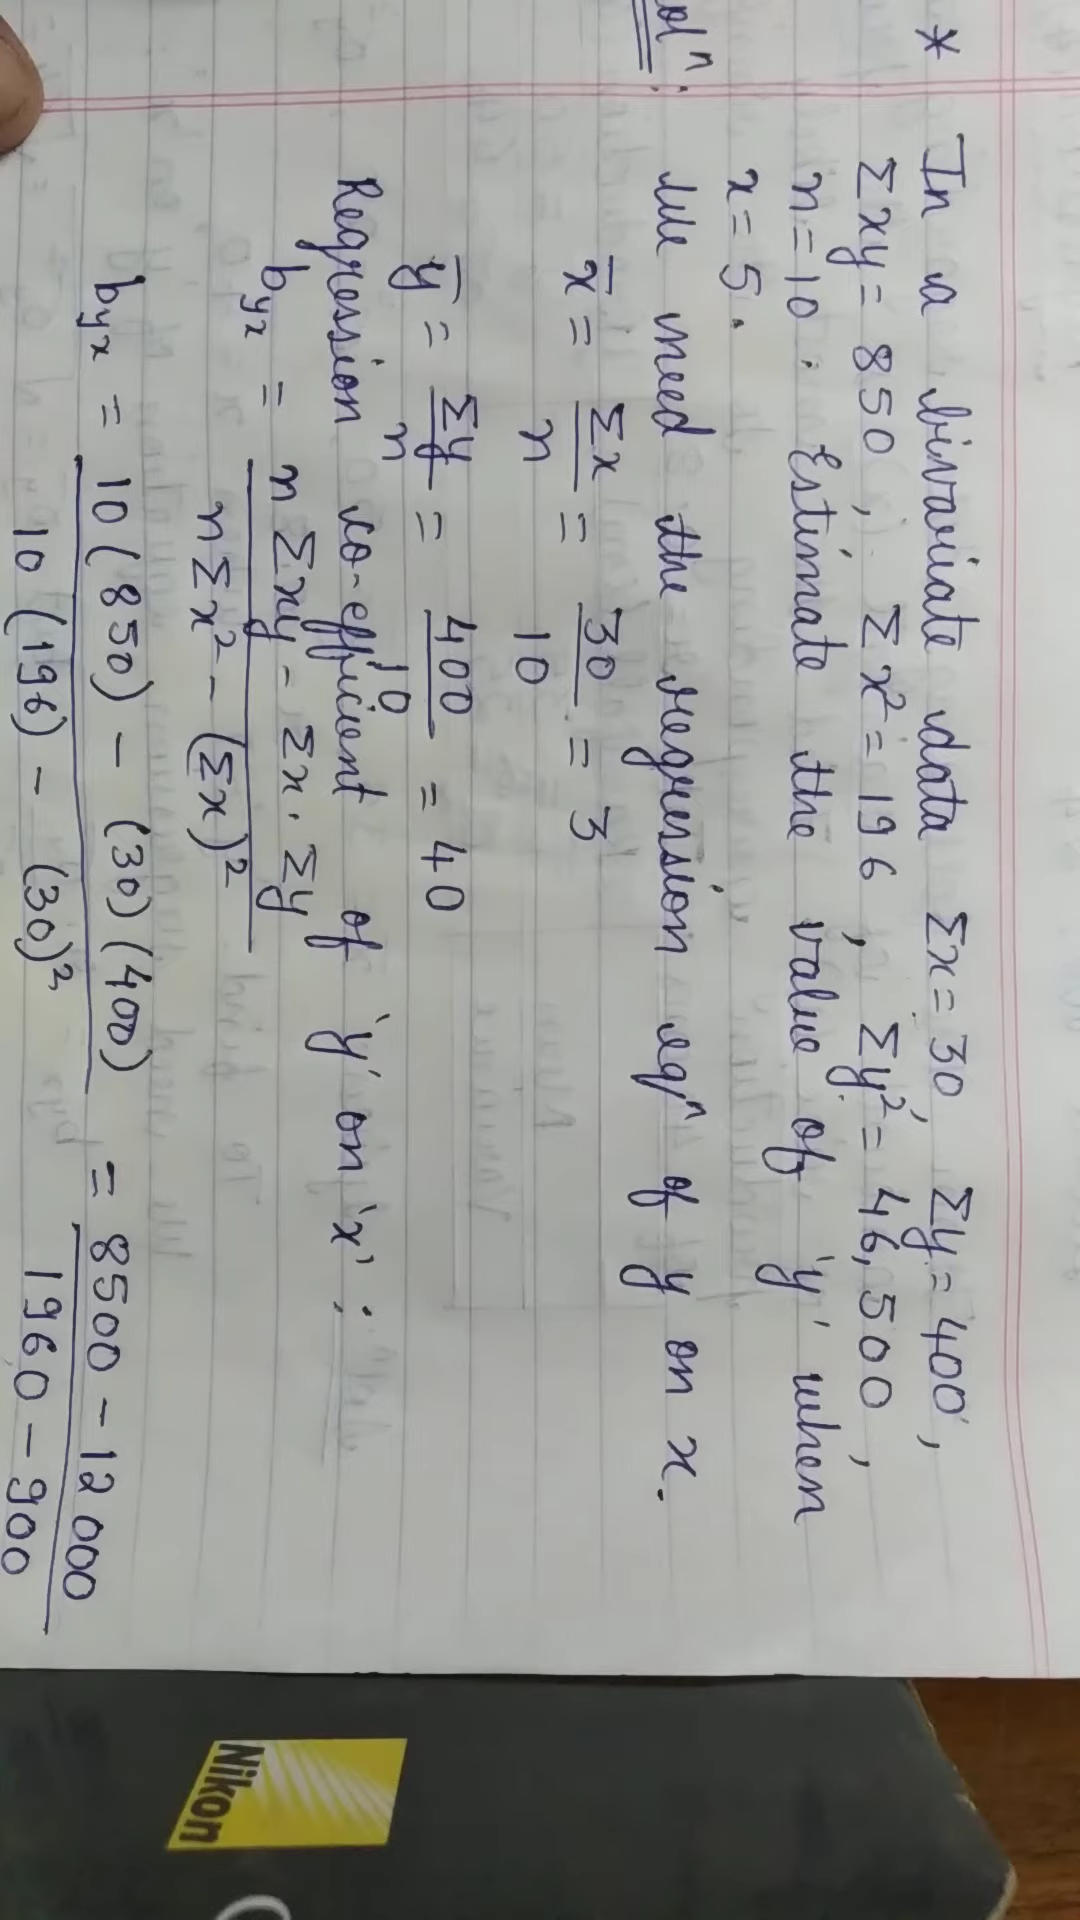 * In a bivariate data Σx = 30, Σy = 400,
Σxy = 850, Σx² = 196, Σy² = 46,500,
n = 10. Estimate the value of 'y' when
x = 5.
solⁿ: We need the regression eqⁿ of y on x.
x̄ = Σx/n = 30/10 = 3
ȳ = Σy/n = 400/10 = 40
Regression co-efficient of 'y' on 'x' :
byx = n Σxy - Σx . Σy / n Σx² - (Σx)²
byx = 10 (850) - (30) (400) / 10 (196) - (30)² = 8500 - 12000 / 1960 - 900
Nikon